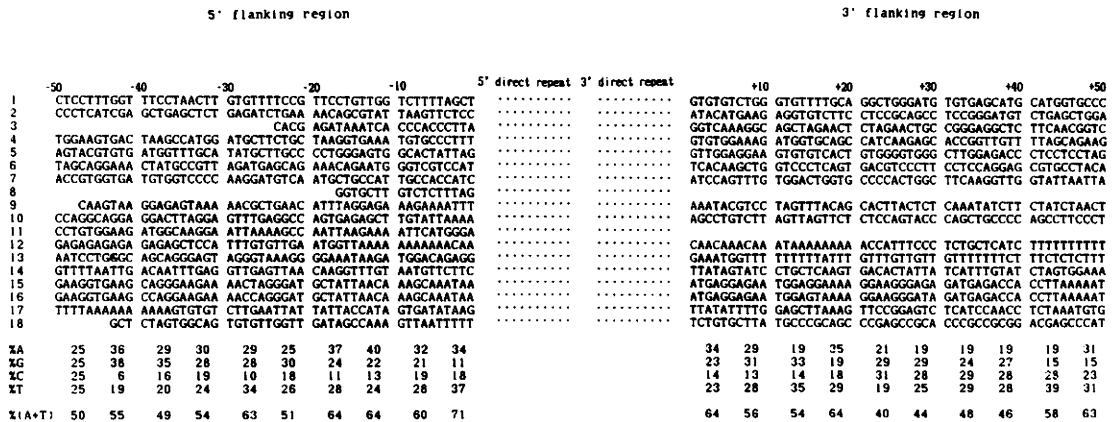 5' flanking region 3' flanking region
5' direct repeat 3' direct repeat
-50 -40 -30 -20 -10 +10 +20 +30 +40 +50
1 CTCCTTTGGT TTCCTAACTT GTGTTTTCCG TTCCTGTTGG TCTTTTAGCT ·········· ·········· GTGTGTCTGG GTGTTTTGCA GGCTGGGATG TGTGAGCATG CATGGTGCCC
2 CCCCTCATCGA GCTGAGCTC TGAGATCTGAA AACAGCGTAT TAAGTTCTCC ·········· ·········· ATACATGAAG AGGTGTCTTC CTCCGCAGCC TCCGGGATGT CTGAGCTGGA
3 CACG AGATAAATCA CCCACCCTTA ·········· ·········· GGTCAAAGGC AGCTAGAACT CTAGAACTGC CGGGAGGCTC TTCAACGGTC
4 TGGAAGTGAC TAAGCCATGG ATGCTTCTGC TAAGGTGAAA TGTGCCCTTT ·········· ·········· GTGTGGAAAG ATGGTGCAGC CATCAAGAGC ACCGGTTGTT TTAGCAGAAG
5 AGTACGTGTG ATGGTTTGCA TATGCTTGCC CCTGGGAGTG GCACTATTAG ·········· ·········· GTTGGAGGAA GTGTGTCACT GTGGGGTGGG CTTGGAGACC CTCCTCCTAG
6 TAGCAGGAAA CTATGCCGTT AGATGAGCAG AAACAGAATG GGTCGTCCAT ·········· ·········· TCACAAGCTG GTCCCTCAGT GACGTCCCTT CCTCCAGGAG CGTGCCTACA
7 ACCGTGGTGA TGTGGTCCCC AAGGATGTCA ATGCTGCCAT TGCCACCATC ·········· ·········· ATCCAGTTTG TGGACTGGTG CCCCACTGGC TTCAAGGTTG GTATTAATTA
8 GGTGCTT GTCTCTTTAG ·········· ··········
9 CAAGTAA GGAGAGTAAA AACGCTGAAC ATTTAGGAGA AGAAAATTTT ·········· ·········· AAATACGTCC TAGTTTACAG CACTTACTCT CAAATATCTT CTATCTAACT
10 CCAGGCAGGA GGACTTAGGA GTTTGAGGCC AGTGAGAGCT TGTATTAAAA ·········· ·········· AGCCTGTCTT AGTTAGTTCT CTCCAGTACC CAGCTGCCCC AGCCTTCCCT
11 CCTGTGGAAG ATGGCAAGGA ATTAAAAGCC AATTAAGAAA ATTCATGGGA ·········· ··········
12 GAGAGAGAGA GAGAGCTCCA TTTGTGTTGA ATGGTTAAAA AAAAAAACAA ·········· ·········· CAACAAACAA ATAAAAAAAA ACCATTTCCC TCTGCTCATC TTTTTTTTTT
13 AATCCTGGGC AGCAGGGAGT AGGGTAAAGG GGAAATAAGA TGGACAGAGG ·········· ·········· GAAATGGTTT TTTTTTTATT GTTTGTTGTT GTTTTTTTCT TTCTCTCTTT
14 GTTTTAATTG ACAATTTGAG GTTGAGTTAA CAAGGTTTGT AATGTTCTTC ·········· ·········· TTATAGTATC CTGCTCAAGT GACACTATTA TCATTTGTAT CTAGTGGAAA
15 GAAGGTGAAG CAGGGAAGAA AACTAGGGAT GCTATTAACA AAGCAAATAA ·········· ·········· ATGAGGAGAA TGGAGGAAAA GGAAGGGAGA GATGAGACCA CCTTAAAAAT
16 GAAGGTGAAG CCAGGAAGAA AACCAGGGAT GCTATTAACA AAGCAAATAA ·········· ·········· ATGAGGAGAA TGGAGTAAAA GGAAGGGATA GATGAGACCA CCTTAAAAAT
17 TTTTAAAAAA AAAAGTGTGT CTTGAATTAT TATTACCATA GTGATATAAG ·········· ·········· TTATATTTTG GAGCTTAAAG GTTCCGGAGTC TCATCCAACC TCTAAATGTG
18 GCT CTAGTGGCAG TGTGTTGGTT GATAGCCAAA GTTAATTTTT ·········· ·········· TCTGTGCTTA TGCCCGCAGC CCGAGCCGCA CCCGCCGCGG ACGAGCCCAT
%A 25 36 29 30 29 25 37 40 32 34 34 29 19 25 21 19 19 19 19 31
%G 25 38 35 28 28 30 24 22 21 11 23 31 33 19 29 29 24 27 15 15
%C 25 6 16 19 10 18 11 13 19 18 14 13 14 18 31 28 29 28 28 23
%T 25 19 20 24 34 26 28 24 28 37 23 28 35 29 19 25 29 28 39 31
%(A+T) 50 55 49 54 63 51 64 64 60 71 64 56 54 64 40 44 48 46 58 63